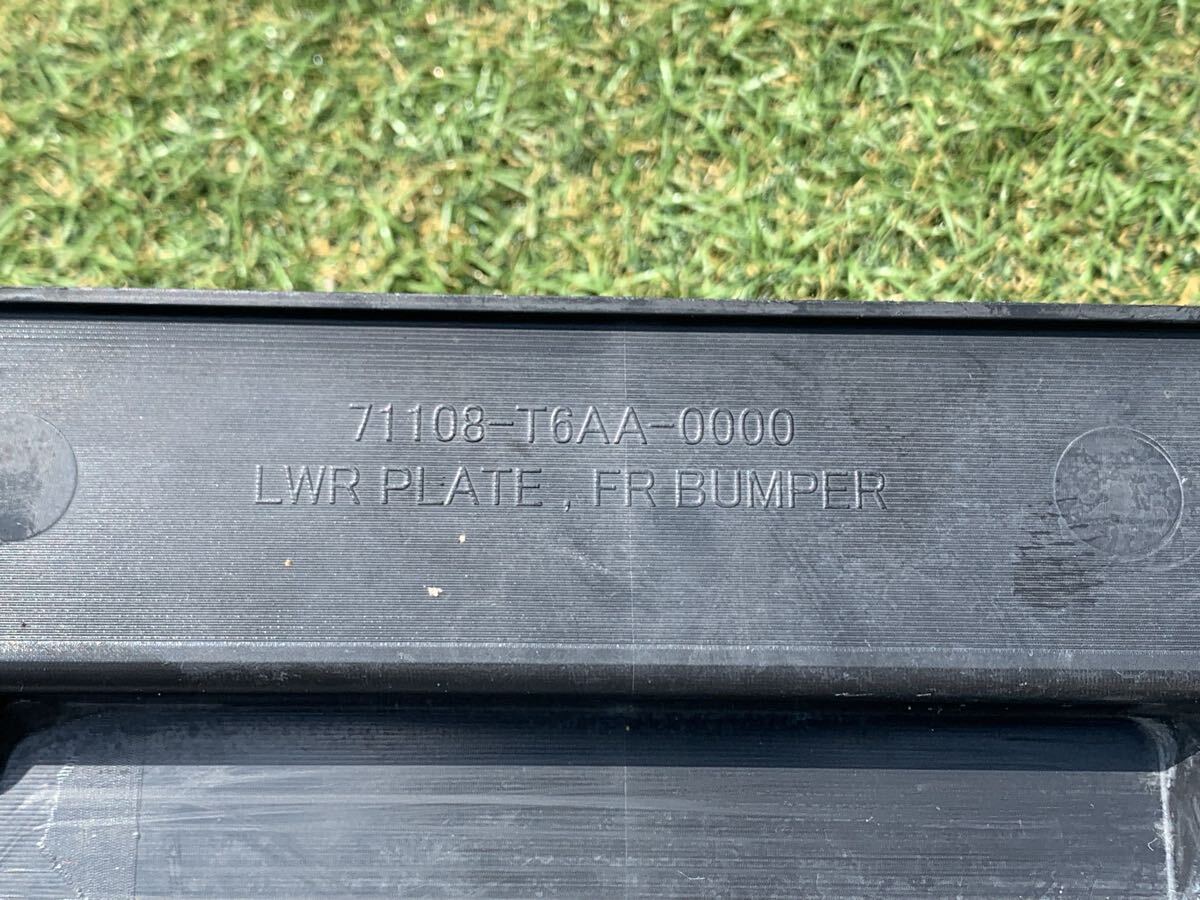 71108-T6AA-0000
LWR PLATE , FR BUMPER